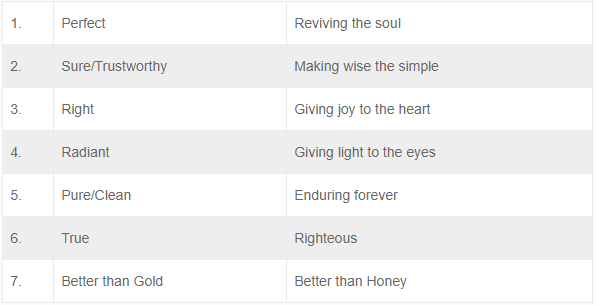 1. Perfect Reviving the soul
2. Sure/Trustworthy Making wise the simple
3. Right Giving joy to the heart
4. Radiant Giving light to the eyes
5. Pure/Clean Enduring forever
6. True Righteous
7. Better than Gold Better than Honey